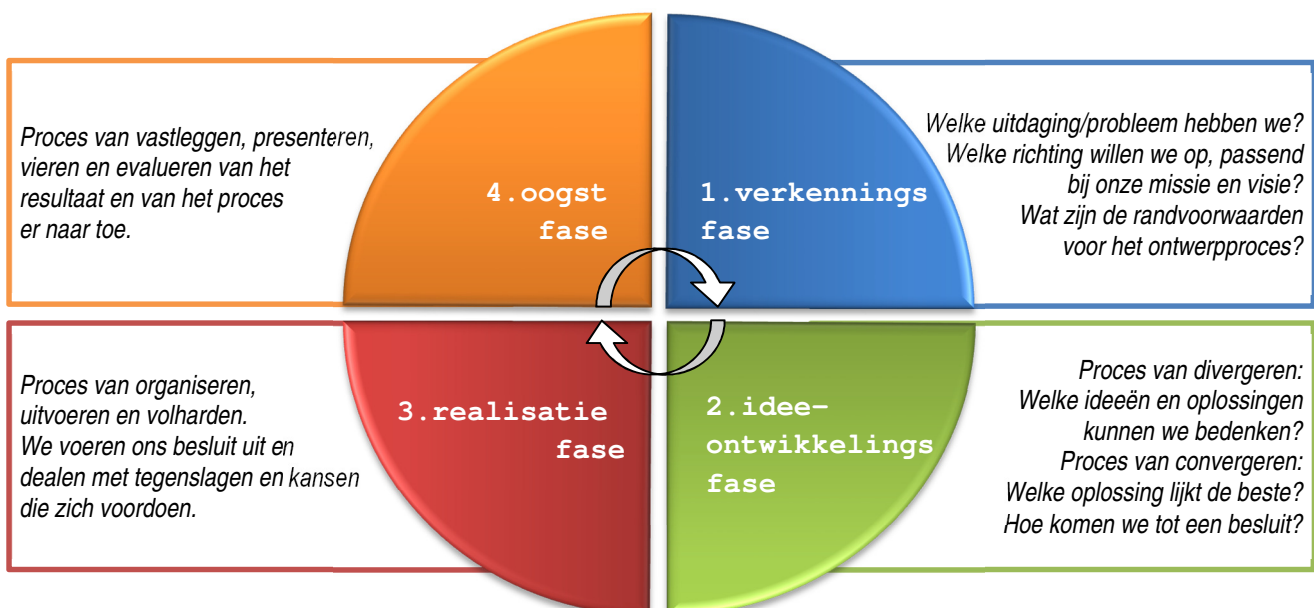 Proces van vastleggen, presenteren,
vieren en evalueren van het
resultaat en van het proces
er naar toe.
4.oogst
fase
1.verkennings
fase
Welke uitdaging/probleem hebben we?
Welke richting willen we op, passend
bij onze missie en visie?
Wat zijn de randvoorwaarden
voor het ontwerpproces?
Proces van organiseren,
uitvoeren en volharden.
We voeren ons besluit uit en
dealen met tegenslagen en kansen
die zich voordoen.
3.realisatie
fase
2.idee-
ontwikkelings
fase
Proces van divergeren:
Welke ideeën en oplossingen
kunnen we bedenken?
Proces van convergeren:
Welke oplossing lijkt de beste?
Hoe komen we tot een besluit?